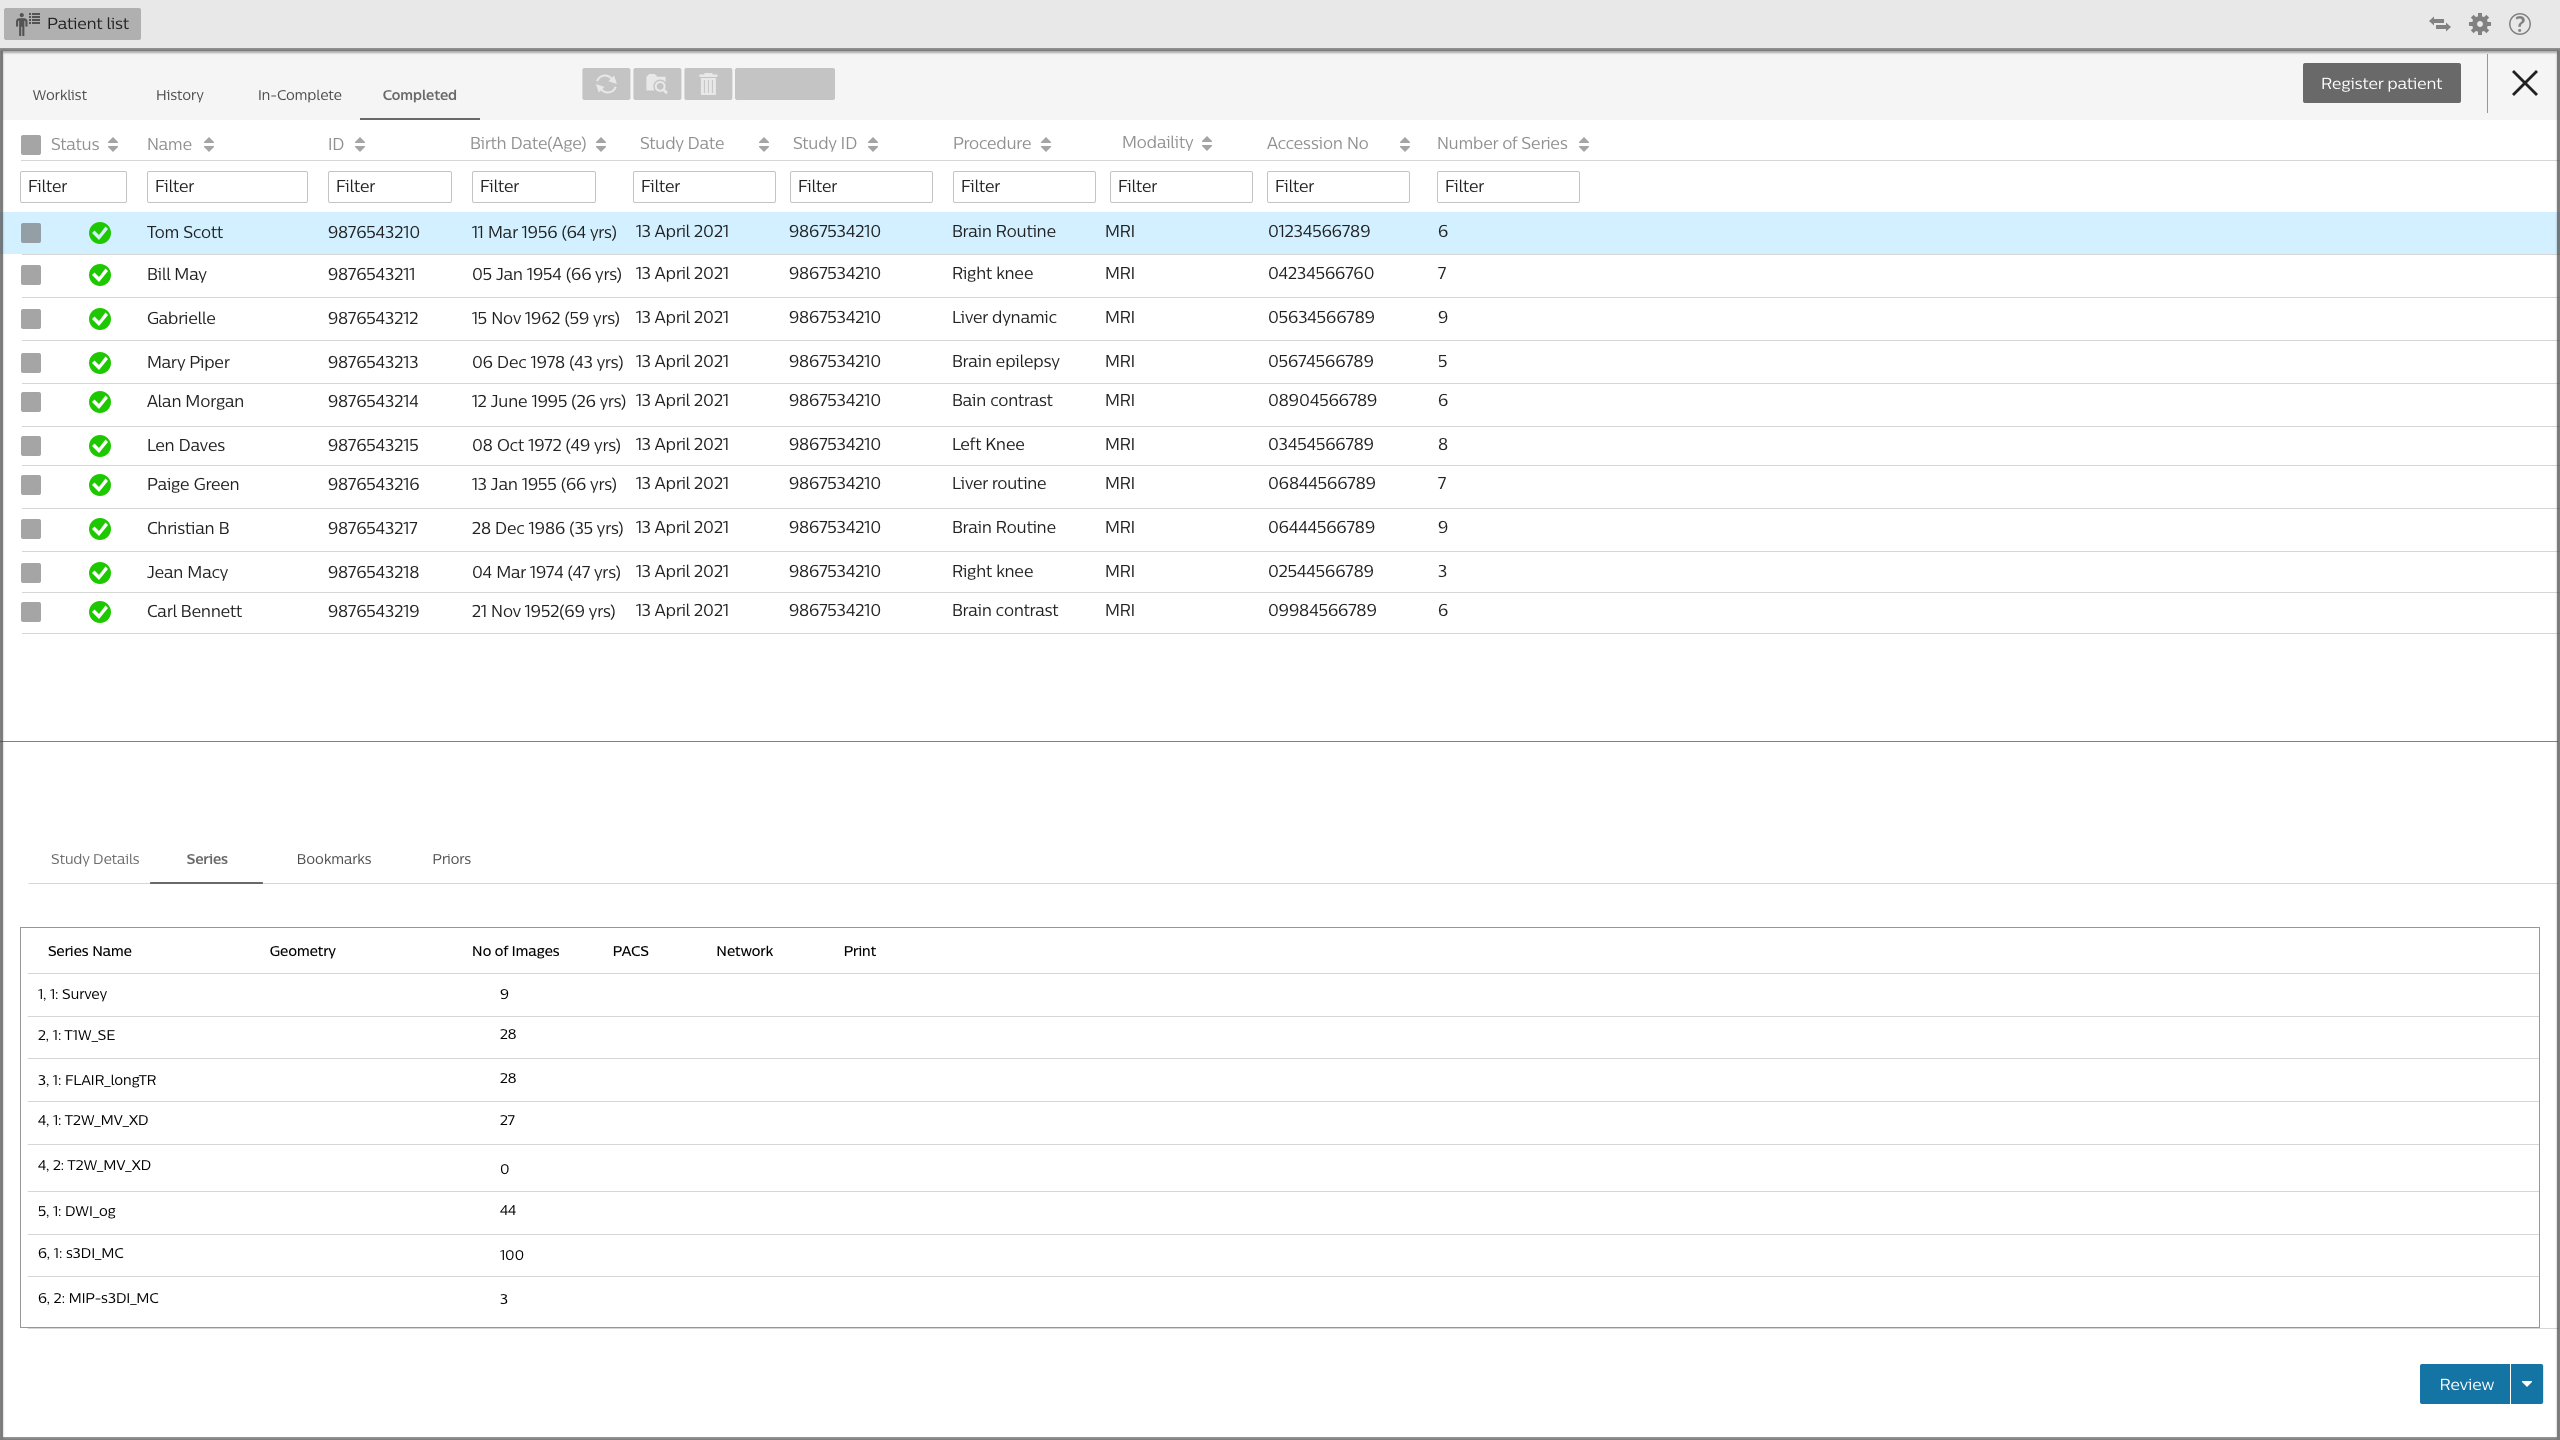 Patient list
Worklist History In-Complete Completed Register patient
Status Name ID Birth Date(Age) Study Date Study ID Procedure Modaility Accession No Number of Series
Filter Filter Filter Filter Filter Filter Filter Filter Filter Filter
Tom Scott 9876543210 11 Mar 1956 (64 yrs) 13 April 2021 9867534210 Brain Routine MRI 01234566789 6
Bill May 9876543211 05 Jan 1954 (66 yrs) 13 April 2021 9867534210 Right knee MRI 04234566760 7
Gabrielle 9876543212 15 Nov 1962 (59 yrs) 13 April 2021 9867534210 Liver dynamic MRI 05634566789 9
Mary Piper 9876543213 06 Dec 1978 (43 yrs) 13 April 2021 9867534210 Brain epilepsy MRI 05674566789 5
Alan Morgan 9876543214 12 June 1995 (26 yrs) 13 April 2021 9867534210 Bain contrast MRI 08904566789 6
Len Daves 9876543215 08 Oct 1972 (49 yrs) 13 April 2021 9867534210 Left Knee MRI 03454566789 8
Paige Green 9876543216 13 Jan 1955 (66 yrs) 13 April 2021 9867534210 Liver routine MRI 06844566789 7
Christian B 9876543217 28 Dec 1986 (35 yrs) 13 April 2021 9867534210 Brain Routine MRI 06444566789 9
Jean Macy 9876543218 04 Mar 1974 (47 yrs) 13 April 2021 9867534210 Right knee MRI 02544566789 3
Carl Bennett 9876543219 21 Nov 1952(69 yrs) 13 April 2021 9867534210 Brain contrast MRI 09984566789 6
Study Details Series Bookmarks Priors
Series Name Geometry No of Images PACS Network Print
1, 1: Survey 9
2, 1: T1W_SE 28
3, 1: FLAIR_longTR 28
4, 1: T2W_MV_XD 27
4, 2: T2W_MV_XD 0
5, 1: DWI_og 44
6, 1: s3DI_MC 100
6, 2: MIP-s3DI_MC 3
Review